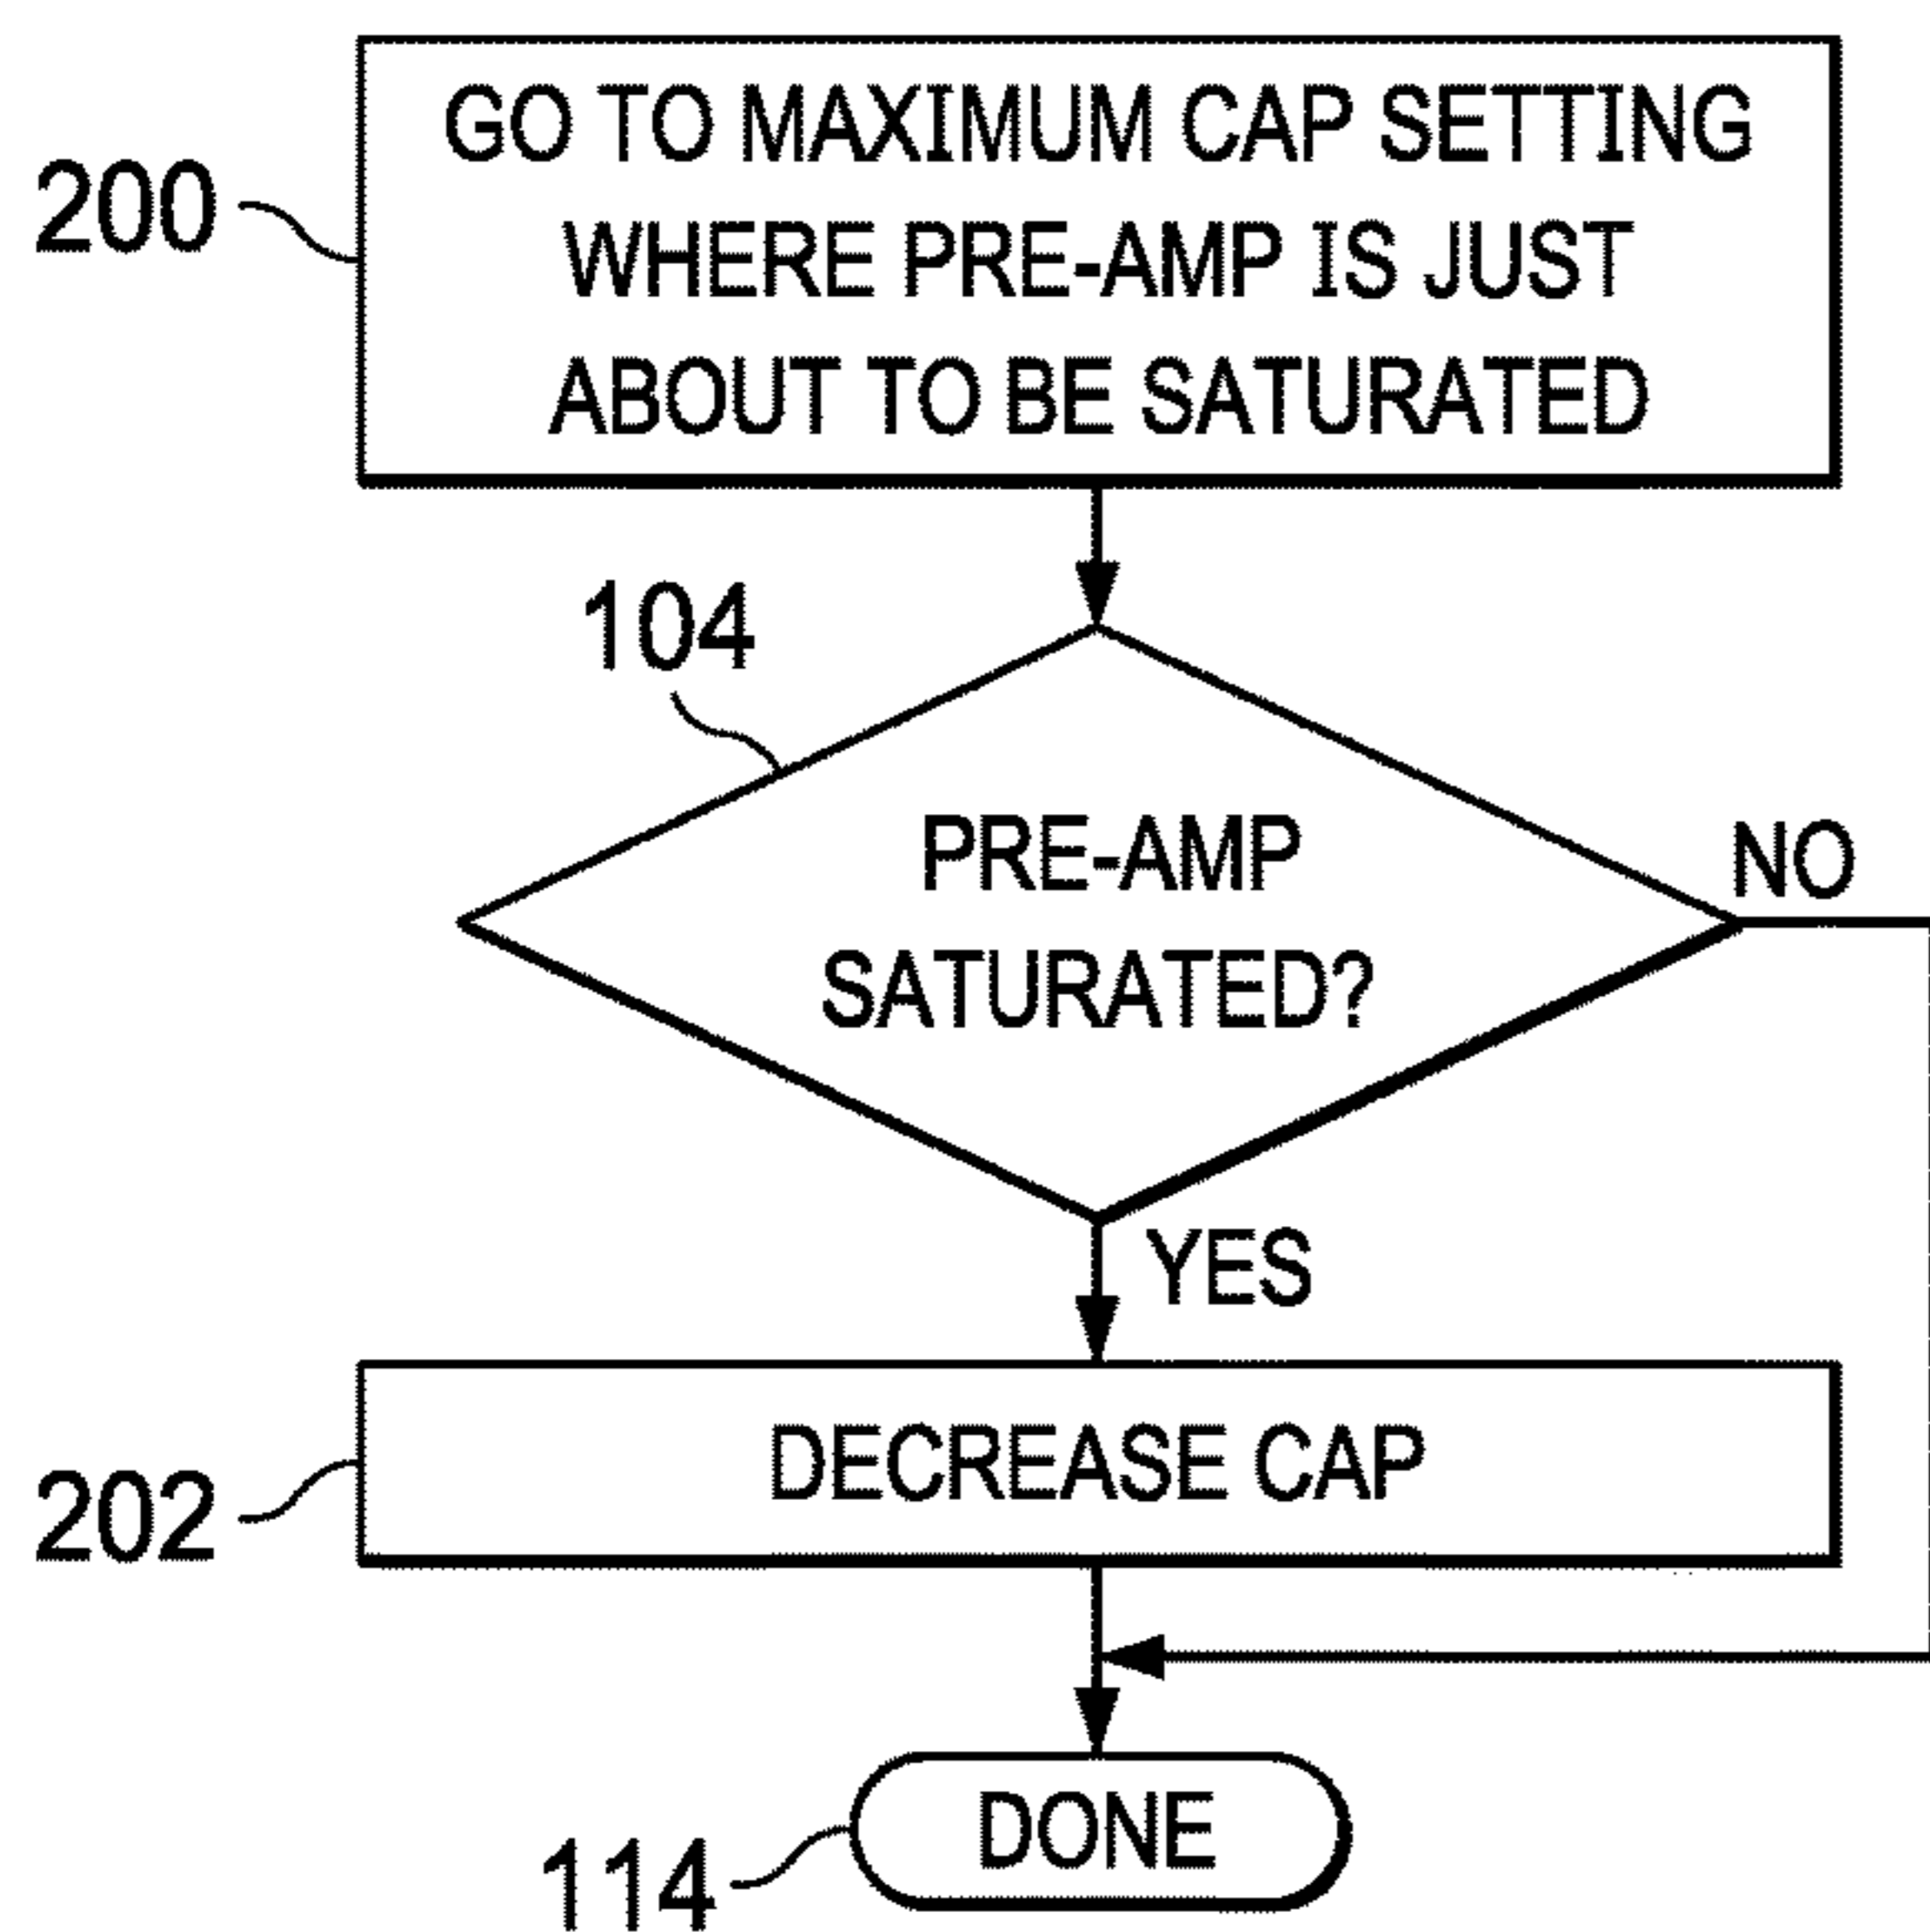 GO TO MAXIMUM CAP SETTING
WHERE PRE-AMP IS JUST
ABOUT TO BE SATURATED
200
104
PRE-AMP
SATURATED?
NO
YES
DECREASE CAP
202
DONE
114